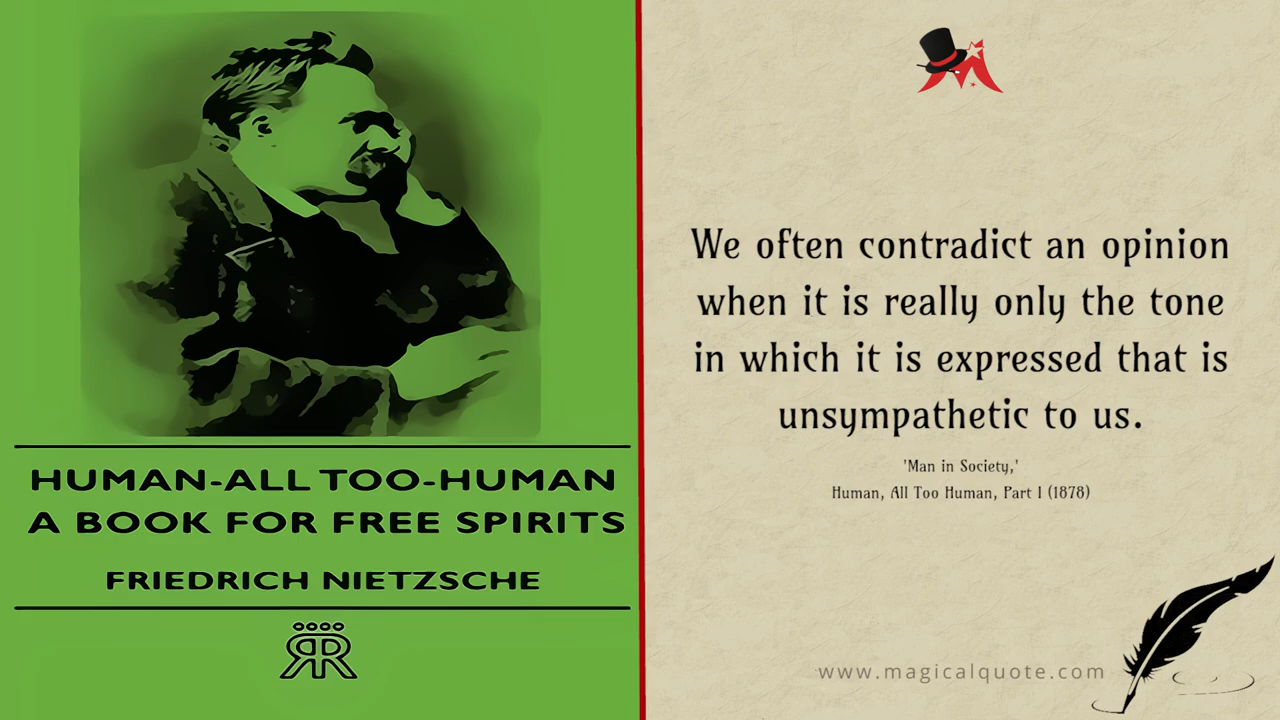 HUMAN-ALL TOO-HUMAN
A BOOK FOR FREE SPIRITS
FRIEDRICH NIETZSCHE
We often contradict an opinion
when it is really only the tone
in which it is expressed that is
unsympathetic to us.
'Man in Society,'
Human, All Too Human, Part I (1878)
www.magicalquote.com